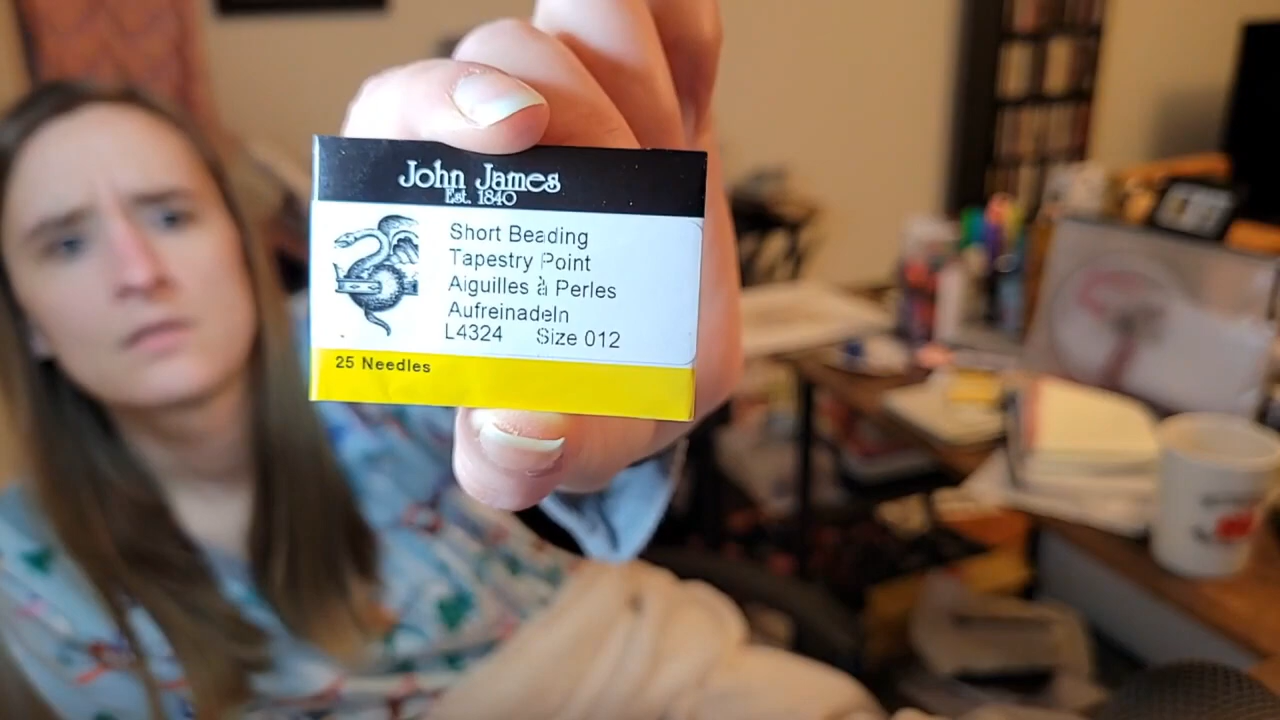 John James
Est. 1840
Short Beading
Tapestry Point
Aiguilles à Perles
Aufreinadeln
L4324 Size 012
25 Needles